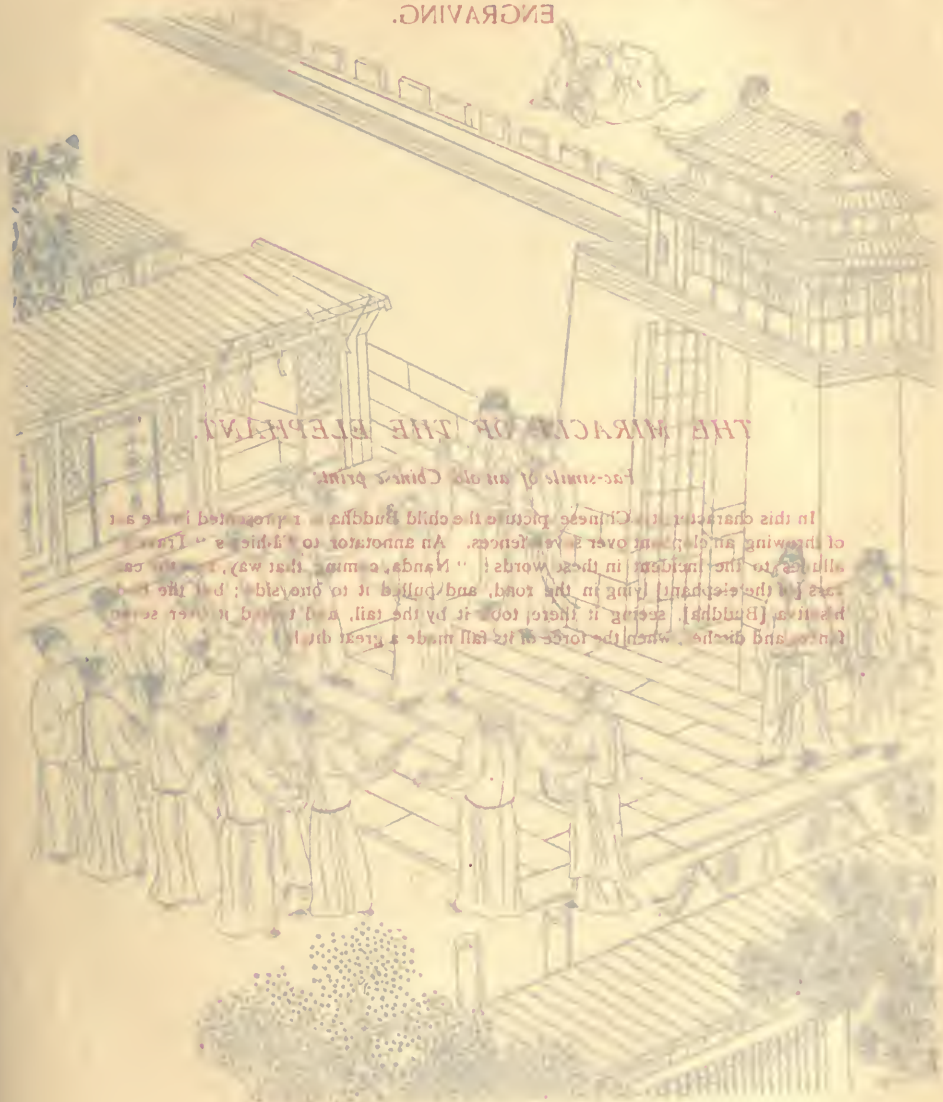 ENGRAVING.
THE MIRACLE OF THE ELEPHANT.
Fac-simile of an old Chinese print.
In this characteristic Chinese picture the child Buddha is represented in the act
of throwing an elephant over seven fences. An annotator to Fâ-hien's "Travels"
alludes to the incident in these words: "Nanda, coming that way, saw the car-
cass [of the elephant] lying in the road, and pulled it to one side; but the Bod-
hisattva [Buddha], seeing it there, took it by the tail, and tossed it over seven
fences and ditches, when the force of its fall made a great ditch."